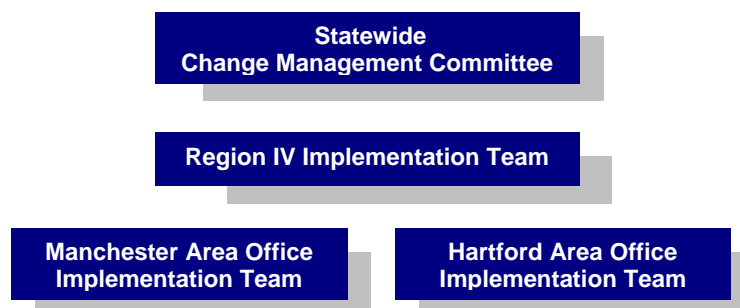 Statewide
Change Management Committee
Region IV Implementation Team
Manchester Area Office
Implementation Team
Hartford Area Office
Implementation Team